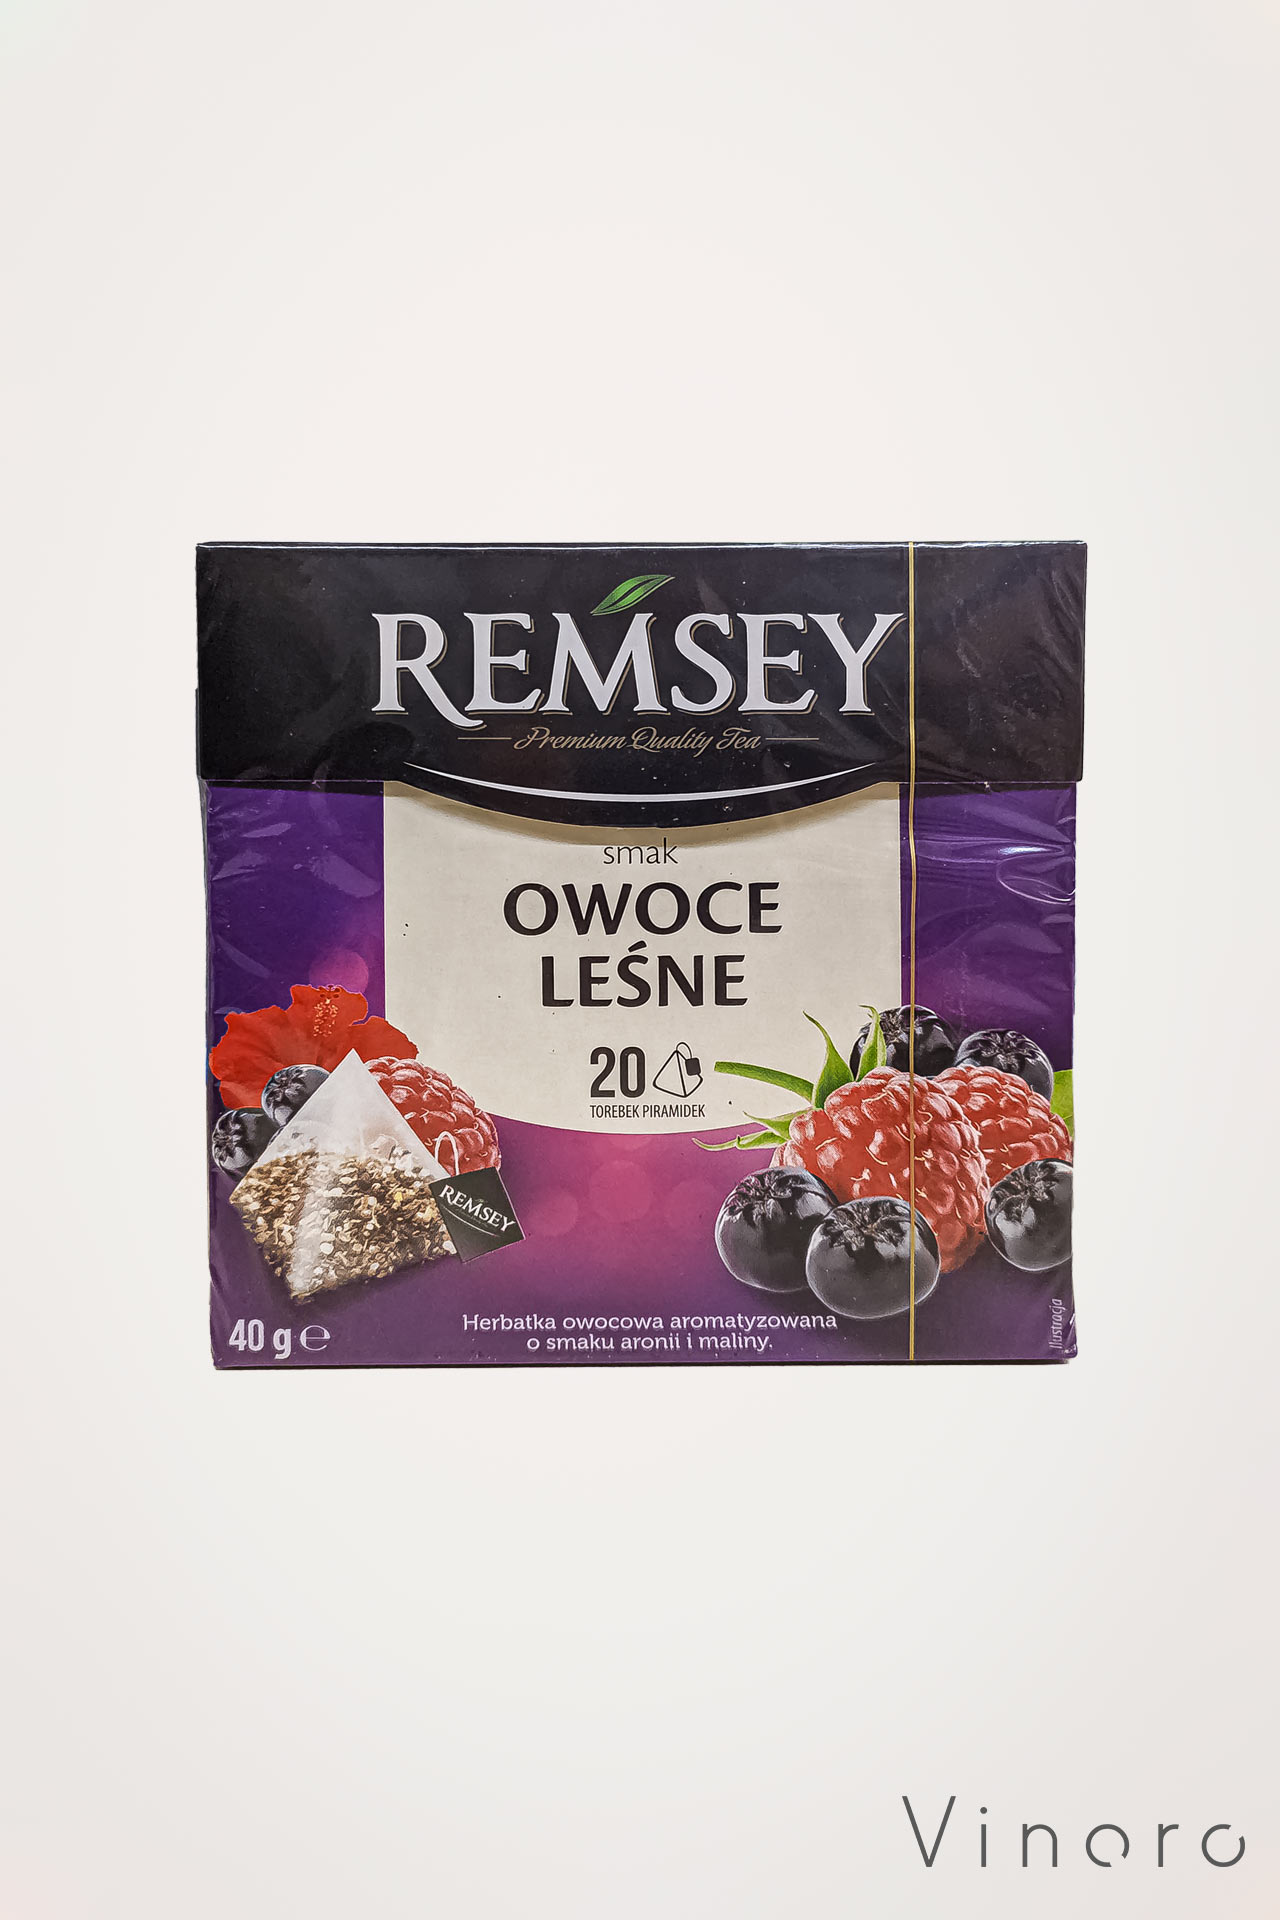 REMSEY
Premium Quality Tea
smak
OWOCE
LEŚNE
20
TOREBEK PIRAMIDEK
REMSEY
Herbatka owocowa aromatyzowana
o smaku aronii i maliny.
40 g ℮
Ilustracja
Vinoro